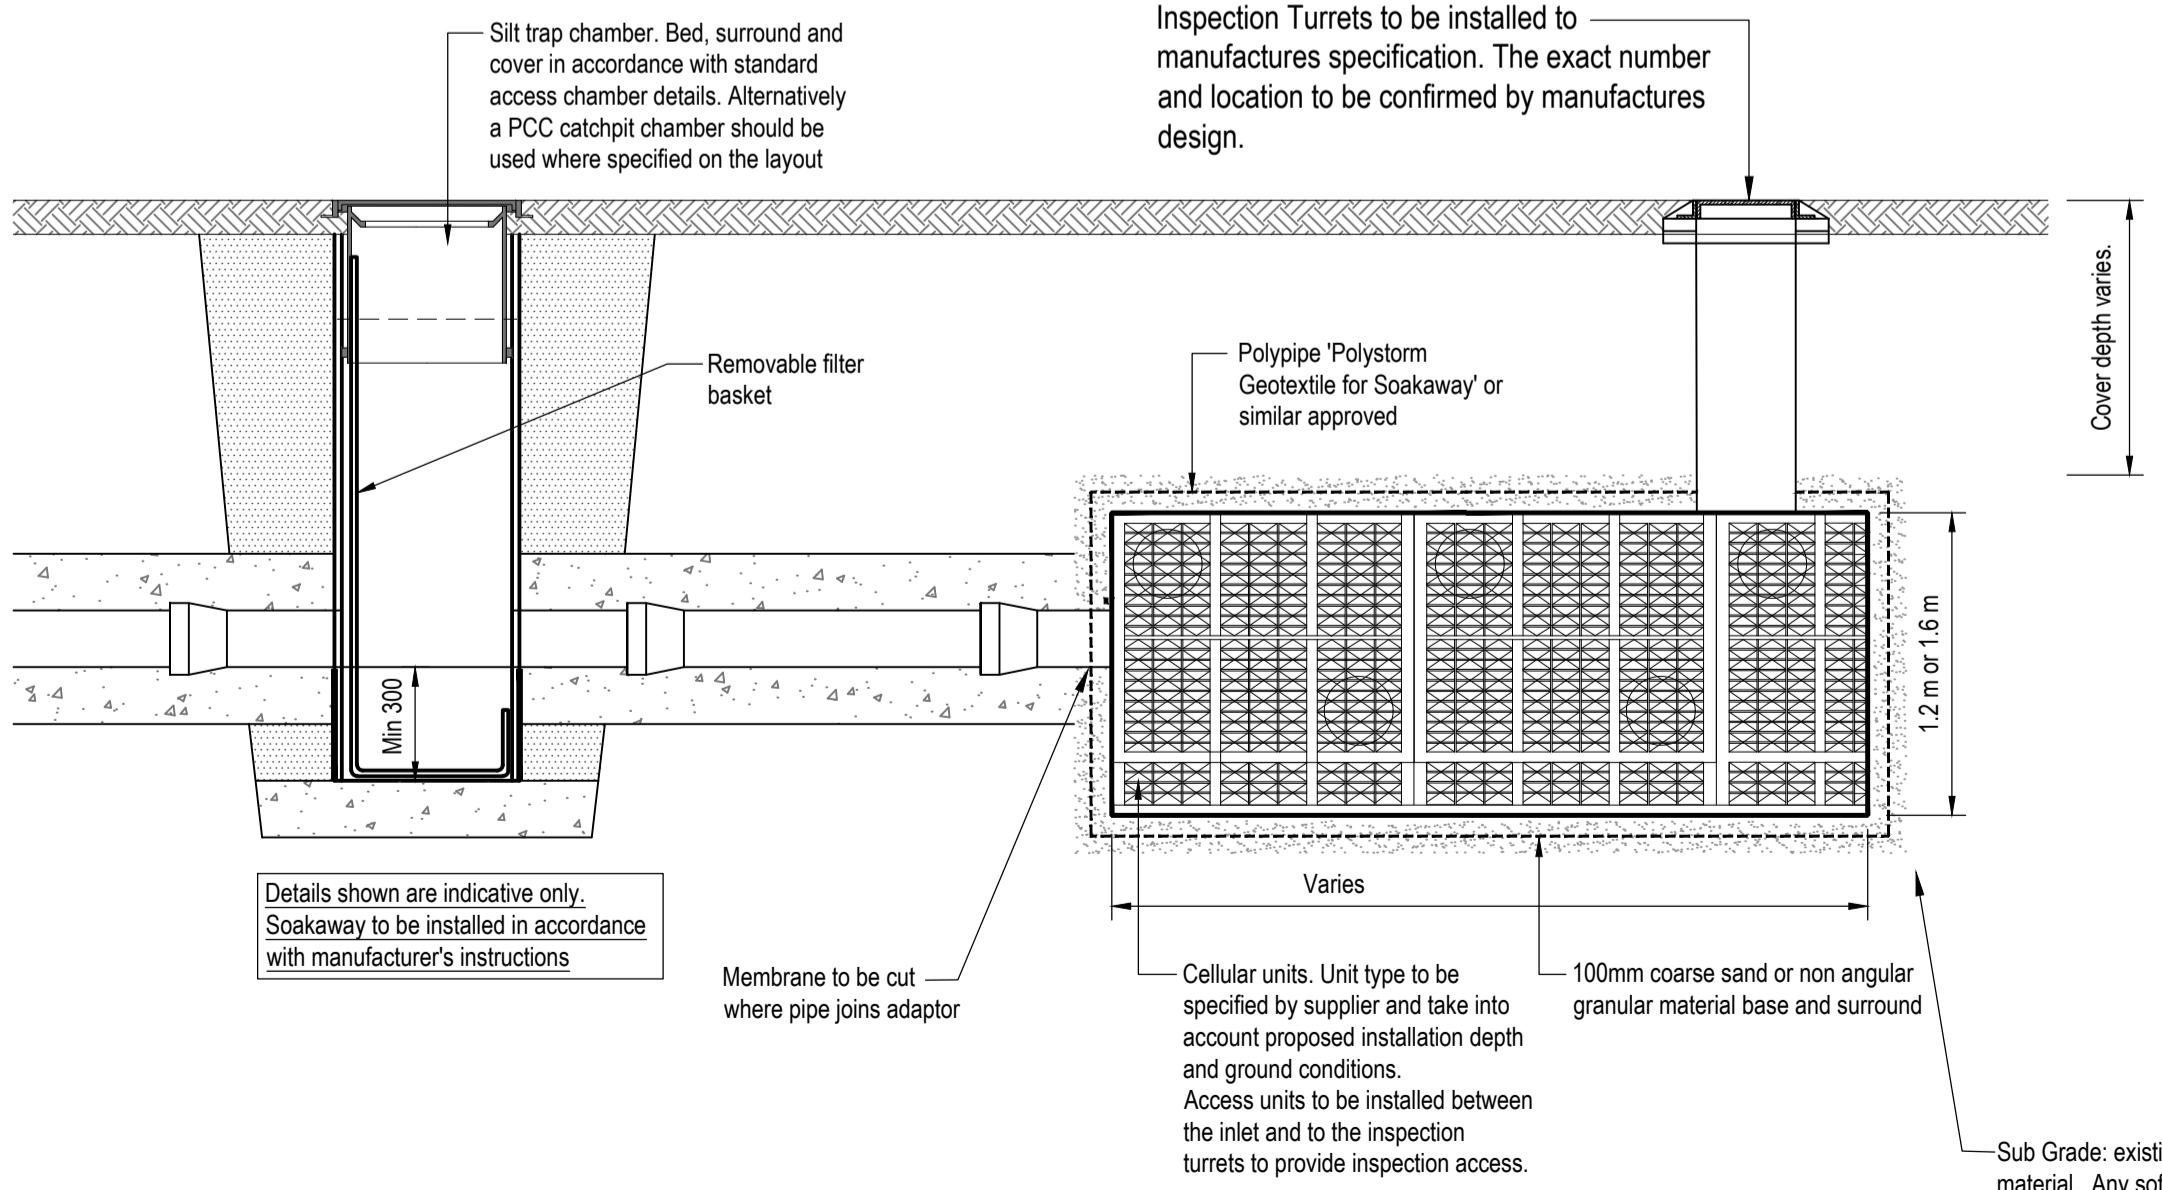 Silt trap chamber. Bed, surround and
cover in accordance with standard
access chamber details. Alternatively
a PCC catchpit chamber should be
used where specified on the layout
Inspection Turrets to be installed to
manufactures specification. The exact number
and location to be confirmed by manufactures
design.
Cover depth varies.
Removable filter
basket
Polypipe 'Polystorm
Geotextile for Soakaway' or
similar approved
Min 300
1.2 m or 1.6 m
Varies
Details shown are indicative only.
Soakaway to be installed in accordance
with manufacturer's instructions
Membrane to be cut
where pipe joins adaptor
Cellular units. Unit type to be
specified by supplier and take into
account proposed installation depth
and ground conditions.
Access units to be installed between
the inlet and to the inspection
turrets to provide inspection access.
100mm coarse sand or non angular
granular material base and surround
Sub Grade: existi
material. Any sof